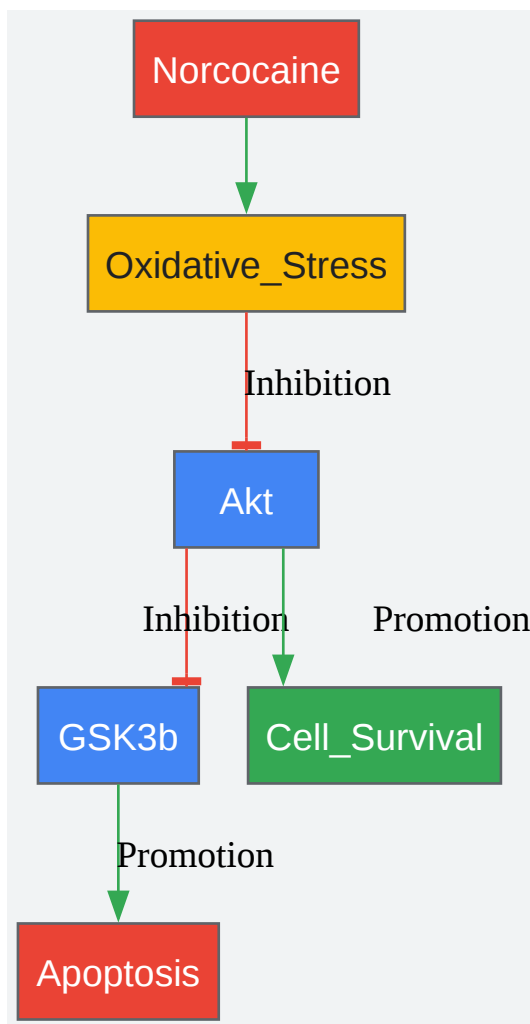 Norcocaine
Oxidative_Stress
Inhibition
Akt
Inhibition
Promotion
GSK3b
Cell_Survival
Promotion
Apoptosis